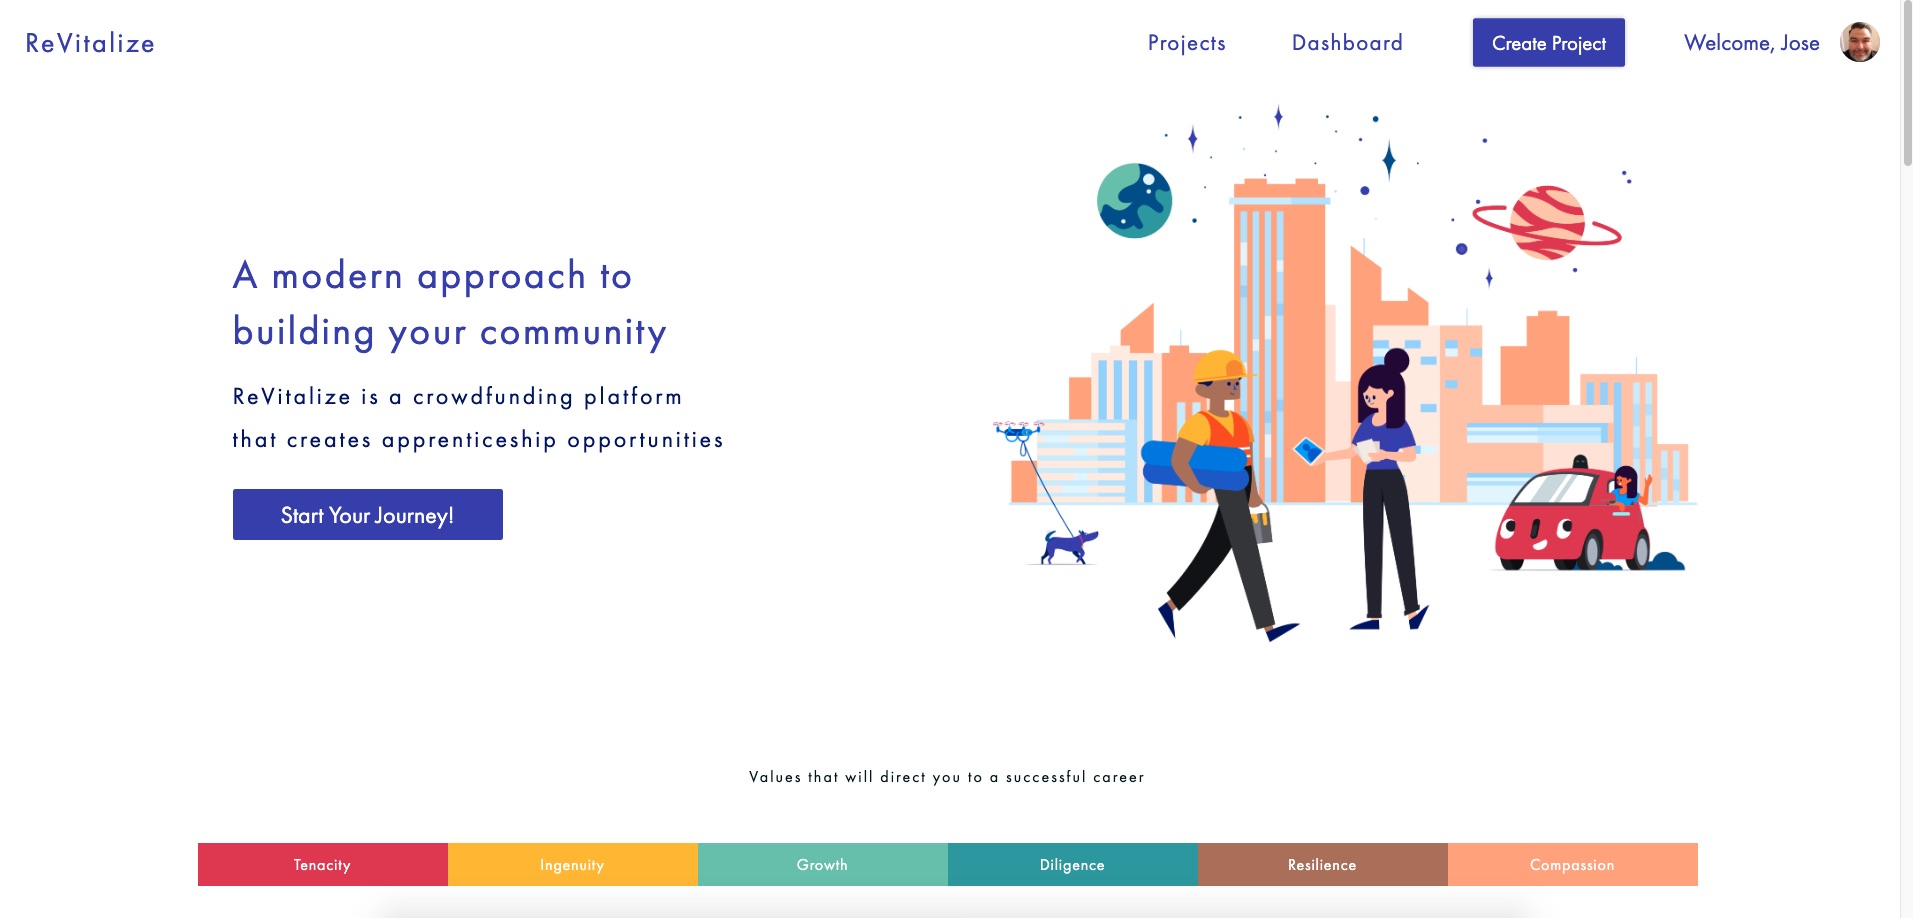 ReVitalize
Projects
Dashboard
Create Project
Welcome, Jose
A modern approach to
building your community
ReVitalize is a crowdfunding platform
that creates apprenticeship opportunities
Start Your Journey!
Values that will direct you to a successful career
Tenacity
Ingenuity
Growth
Diligence
Resilience
Compassion